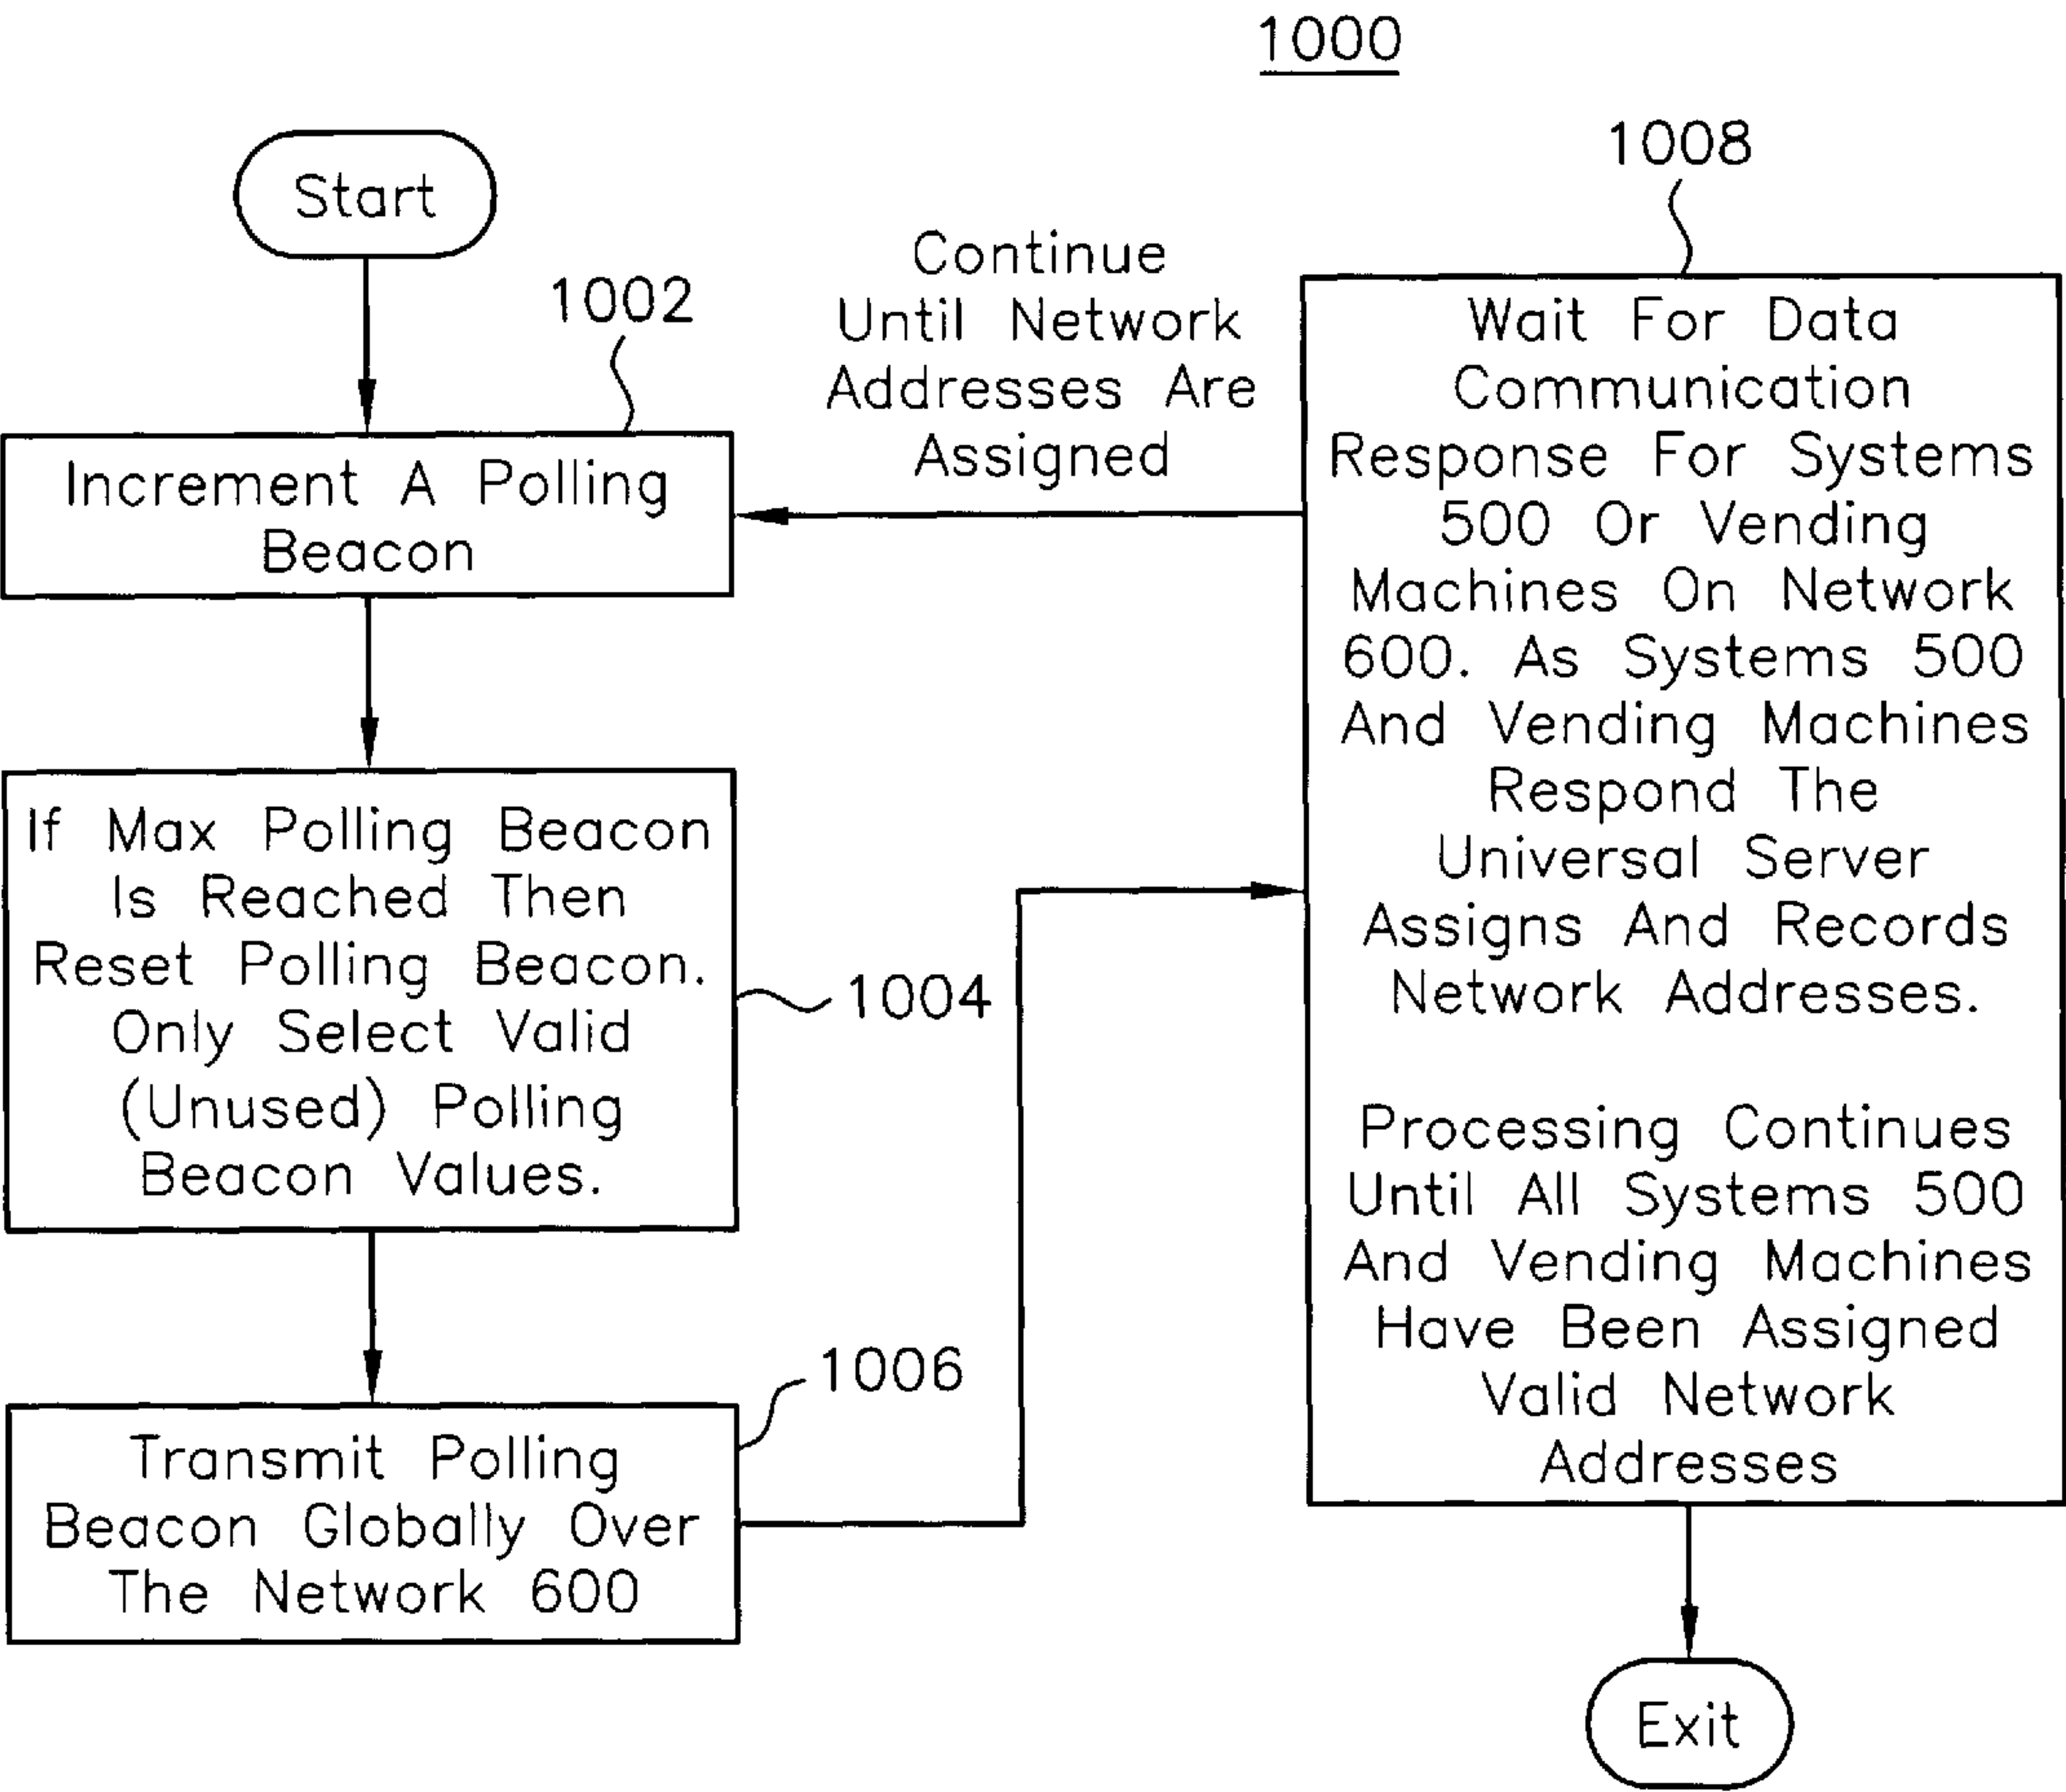 1000
Start
1002
Increment A Polling
Beacon
If Max Polling Beacon
Is Reached Then
Reset Polling Beacon.
Only Select Valid
(Unused) Polling
Beacon Values.
1004
1006
Transmit Polling
Beacon Globally Over
The Network 600
Continue
Until Network
Addresses Are
Assigned
1008
Wait For Data
Communication
Response For Systems
500 Or Vending
Machines On Network
600. As Systems 500
And Vending Machines
Respond The
Universal Server
Assigns And Records
Network Addresses.
Processing Continues
Until All Systems 500
And Vending Machines
Have Been Assigned
Valid Network
Addresses
Exit